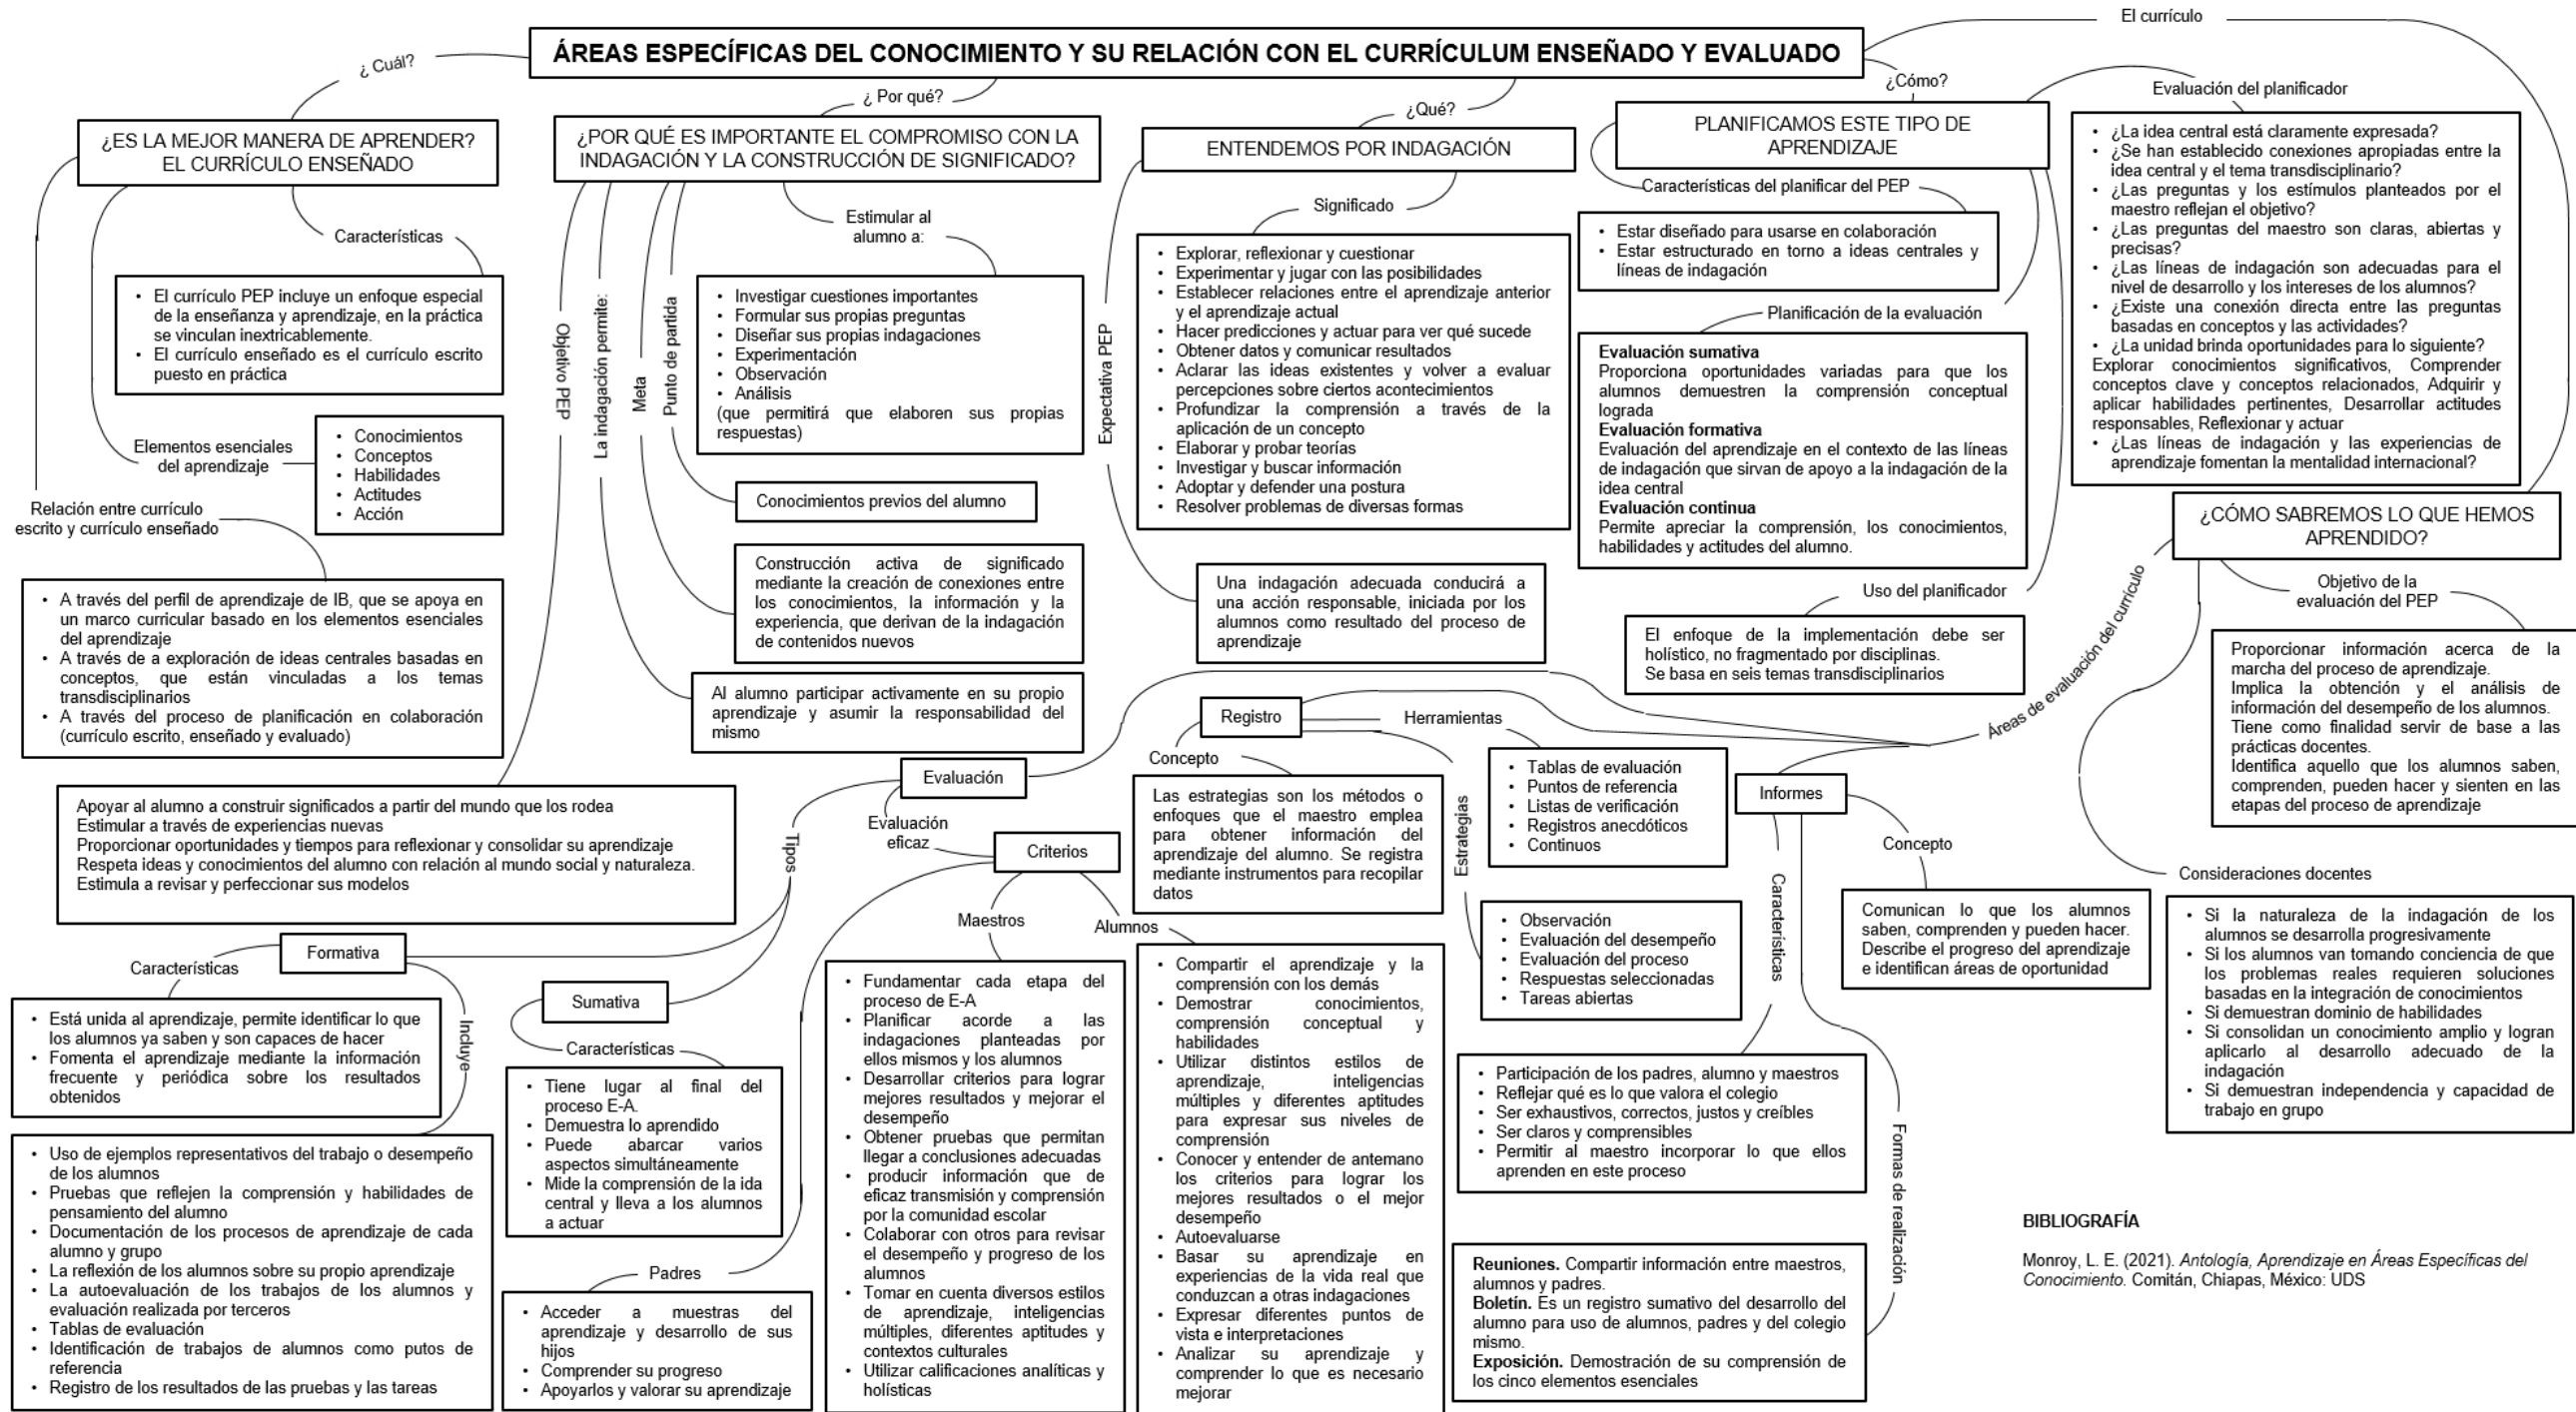 El currículo
ÁREAS ESPECÍFICAS DEL CONOCIMIENTO Y SU RELACIÓN CON EL CURRÍCULUM ENSEÑADO Y EVALUADO
¿ Cuál?
¿ES LA MEJOR MANERA DE APRENDER?
EL CURRÍCULO ENSEÑADO
Características
• El currículo PEP incluye un enfoque especial
de la enseñanza y aprendizaje, en la práctica
se vinculan inextricablemente.
• El currículo enseñado es el currículo escrito
puesto en práctica
Elementos esenciales
del aprendizaje
• Conocimientos
• Conceptos
• Habilidades
• Actitudes
• Acción
Relación entre currículo
escrito y currículo enseñado
• A través del perfil de aprendizaje de IB, que se apoya en
un marco curricular basado en los elementos esenciales
del aprendizaje
• A través de a exploración de ideas centrales basadas en
conceptos, que están vinculadas a los temas
transdisciplinarios
• A través del proceso de planificación en colaboración
(currículo escrito, enseñado y evaluado)
¿ Por qué?
¿POR QUÉ ES IMPORTANTE EL COMPROMISO CON LA
INDAGACIÓN Y LA CONSTRUCCIÓN DE SIGNIFICADO?
Estimular al
alumno a:
• Investigar cuestiones importantes
• Formular sus propias preguntas
• Diseñar sus propias indagaciones
• Experimentación
• Observación
• Análisis
(que permitirá que elaboren sus propias
respuestas)
Punto de partida
Conocimientos previos del alumno
Meta
Construcción activa de significado
mediante la creación de conexiones entre
los conocimientos, la información y la
experiencia, que derivan de la indagación
de contenidos nuevos
La indagación permite:
Al alumno participar activamente en su propio
aprendizaje y asumir la responsabilidad del
mismo
Objetivo PEP
Apoyar al alumno a construir significados a partir del mundo que los rodea
Estimular a través de experiencias nuevas
Proporcionar oportunidades y tiempos para reflexionar y consolidar su aprendizaje
Respeta ideas y conocimientos del alumno con relación al mundo social y naturaleza.
Estimula a revisar y perfeccionar sus modelos
¿Qué?
ENTENDEMOS POR INDAGACIÓN
Significado
• Explorar, reflexionar y cuestionar
• Experimentar y jugar con las posibilidades
• Establecer relaciones entre el aprendizaje anterior
y el aprendizaje actual
• Hacer predicciones y actuar para ver qué sucede
• Obtener datos y comunicar resultados
• Aclarar las ideas existentes y volver a evaluar
percepciones sobre ciertos acontecimientos
• Profundizar la comprensión a través de la
aplicación de un concepto
• Elaborar y probar teorías
• Investigar y buscar información
• Adoptar y defender una postura
• Resolver problemas de diversas formas
Expectativa PEP
Una indagación adecuada conducirá a
una acción responsable, iniciada por los
alumnos como resultado del proceso de
aprendizaje
¿Cómo?
PLANIFICAMOS ESTE TIPO DE
APRENDIZAJE
Características del planificar del PEP
• Estar diseñado para usarse en colaboración
• Estar estructurado en torno a ideas centrales y
líneas de indagación
Planificación de la evaluación
Evaluación sumativa
Proporciona oportunidades variadas para que los
alumnos demuestren la comprensión conceptual
lograda
Evaluación formativa
Evaluación del aprendizaje en el contexto de las líneas
de indagación que sirvan de apoyo a la indagación de la
idea central
Evaluación continua
Permite apreciar la comprensión, los conocimientos,
habilidades y actitudes del alumno.
Uso del planificador
El enfoque de la implementación debe ser
holístico, no fragmentado por disciplinas.
Se basa en seis temas transdisciplinarios
Evaluación del planificador
• ¿La idea central está claramente expresada?
• ¿Se han establecido conexiones apropiadas entre la
idea central y el tema transdisciplinario?
• ¿Las preguntas y los estímulos planteados por el
maestro reflejan el objetivo?
• ¿Las preguntas del maestro son claras, abiertas y
precisas?
• ¿Las líneas de indagación son adecuadas para el
nivel de desarrollo y los intereses de los alumnos?
• ¿Existe una conexión directa entre las preguntas
basadas en conceptos y las actividades?
• ¿La unidad brinda oportunidades para lo siguiente?
Explorar conocimientos significativos, Comprender
conceptos clave y conceptos relacionados, Adquirir y
aplicar habilidades pertinentes, Desarrollar actitudes
responsables, Reflexionar y actuar
• ¿Las líneas de indagación y las experiencias de
aprendizaje fomentan la mentalidad internacional?
¿CÓMO SABREMOS LO QUE HEMOS
APRENDIDO?
Objetivo de la
evaluación del PEP
Proporcionar información acerca de la
marcha del proceso de aprendizaje.
Implica la obtención y el análisis de
información del desempeño de los alumnos.
Tiene como finalidad servir de base a las
prácticas docentes.
Identifica aquello que los alumnos saben,
comprenden, pueden hacer y sienten en las
etapas del proceso de aprendizaje
Consideraciones docentes
• Si la naturaleza de la indagación de los
alumnos se desarrolla progresivamente
• Si los alumnos van tomando conciencia de que
los problemas reales requieren soluciones
basadas en la integración de conocimientos
• Si demuestran dominio de habilidades
• Si consolidan un conocimiento amplio y logran
aplicarlo al desarrollo adecuado de la
indagación
• Si demuestran independencia y capacidad de
trabajo en grupo
Áreas de evaluación del currículo
Registro
Concepto
Las estrategias son los métodos o
enfoques que el maestro emplea
para obtener información del
aprendizaje del alumno. Se registra
mediante instrumentos para recopilar
datos
Herramientas
• Tablas de evaluación
• Puntos de referencia
• Listas de verificación
• Registros anecdóticos
• Continuos
Estrategias
• Observación
• Evaluación del desempeño
• Evaluación del proceso
• Respuestas seleccionadas
• Tareas abiertas
Informes
Concepto
Comunican lo que los alumnos
saben, comprenden y pueden hacer.
Describe el progreso del aprendizaje
e identifican áreas de oportunidad
Características
• Participación de los padres, alumno y maestros
• Reflejar qué es lo que valora el colegio
• Ser exhaustivos, correctos, justos y creíbles
• Ser claros y comprensibles
• Permitir al maestro incorporar lo que ellos
aprenden en este proceso
Formas de realización
Reuniones. Compartir información entre maestros,
alumnos y padres.
Boletín. Es un registro sumativo del desarrollo del
alumno para uso de alumnos, padres y del colegio
mismo.
Exposición. Demostración de su comprensión de
los cinco elementos esenciales
Evaluación
Evaluación
eficaz
Criterios
Maestros
• Fundamentar cada etapa del
proceso de E-A
• Planificar acorde a las
indagaciones planteadas por
ellos mismos y los alumnos
• Desarrollar criterios para lograr
mejores resultados y mejorar el
desempeño
• Obtener pruebas que permitan
llegar a conclusiones adecuadas
• producir información que de
eficaz transmisión y comprensión
por la comunidad escolar
• Colaborar con otros para revisar
el desempeño y progreso de los
alumnos
• Tomar en cuenta diversos estilos
de aprendizaje, inteligencias
múltiples, diferentes aptitudes y
contextos culturales
• Utilizar calificaciones analíticas y
holísticas
Alumnos
• Compartir el aprendizaje y la
comprensión con los demás
• Demostrar conocimientos,
comprensión conceptual y
habilidades
• Utilizar distintos estilos de
aprendizaje, inteligencias
múltiples y diferentes aptitudes
para expresar sus niveles de
comprensión
• Conocer y entender de antemano
los criterios para lograr los
mejores resultados o el mejor
desempeño
• Autoevaluarse
• Basar su aprendizaje en
experiencias de la vida real que
conduzcan a otras indagaciones
• Expresar diferentes puntos de
vista e interpretaciones
• Analizar su aprendizaje y
comprender lo que es necesario
mejorar
Padres
• Acceder a muestras del
aprendizaje y desarrollo de sus
hijos
• Comprender su progreso
• Apoyarlos y valorar su aprendizaje
Tipos
Formativa
Características
• Está unida al aprendizaje, permite identificar lo que
los alumnos ya saben y son capaces de hacer
• Fomenta el aprendizaje mediante la información
frecuente y periódica sobre los resultados
obtenidos
Incluye
• Uso de ejemplos representativos del trabajo o desempeño
de los alumnos
• Pruebas que reflejen la comprensión y habilidades de
pensamiento del alumno
• Documentación de los procesos de aprendizaje de cada
alumno y grupo
• La reflexión de los alumnos sobre su propio aprendizaje
• La autoevaluación de los trabajos de los alumnos y
evaluación realizada por terceros
• Tablas de evaluación
• Identificación de trabajos de alumnos como putos de
referencia
• Registro de los resultados de las pruebas y las tareas
Sumativa
Características
• Tiene lugar al final del
proceso E-A.
• Demuestra lo aprendido
• Puede abarcar varios
aspectos simultáneamente
• Mide la comprensión de la ida
central y lleva a los alumnos
a actuar
BIBLIOGRAFÍA
Monroy, L. E. (2021). Antología, Aprendizaje en Áreas Específicas del
Conocimiento. Comitán, Chiapas, México: UDS